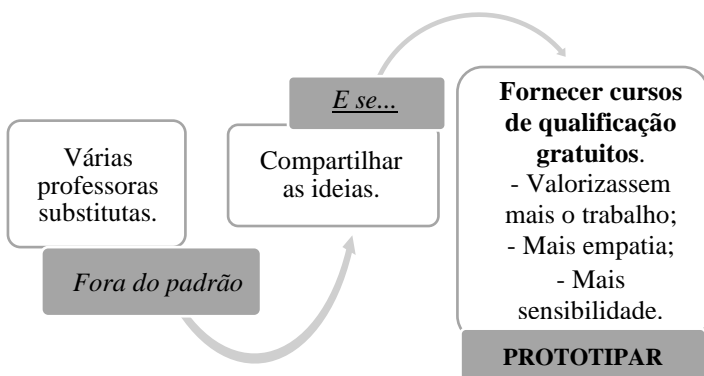 Várias
professoras
substitutas.
Fora do padrão
E se...
Compartilhar
as ideias.
Fornecer cursos
de qualificação
gratuitos.
- Valorizassem
mais o trabalho;
- Mais empatia;
- Mais
sensibilidade.
PROTOTIPAR